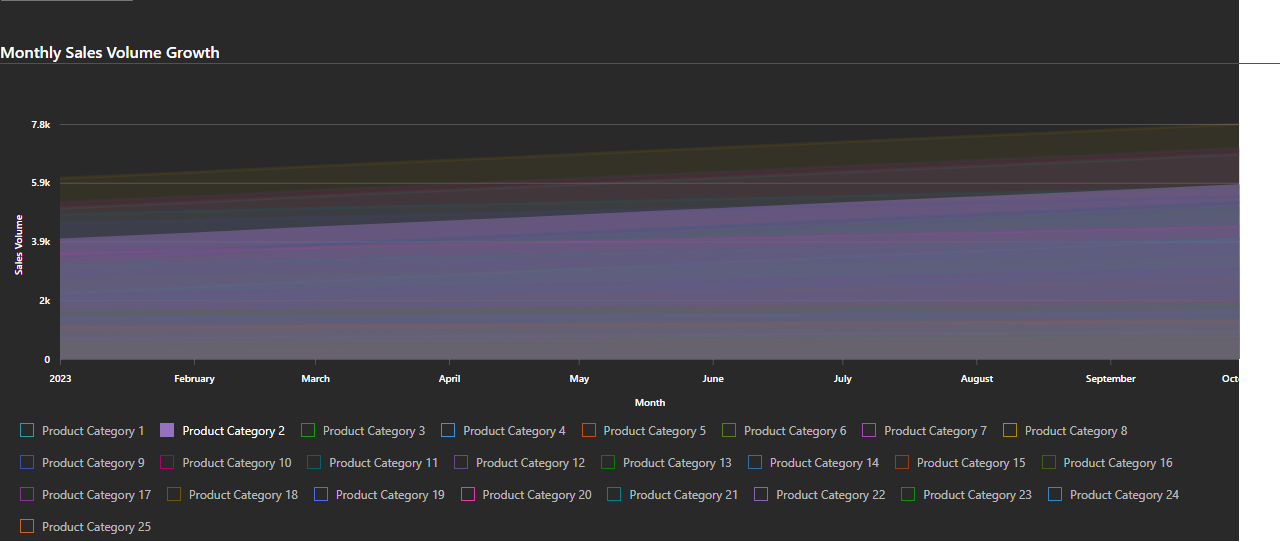 Monthly Sales Volume Growth
7.8k
5.9k
3.9k
2k
0
Sales Volume
2023 February March April May June July August September Octo
Month
Product Category 1 Product Category 2 Product Category 3 Product Category 4 Product Category 5 Product Category 6 Product Category 7 Product Category 8
Product Category 9 Product Category 10 Product Category 11 Product Category 12 Product Category 13 Product Category 14 Product Category 15 Product Category 16
Product Category 17 Product Category 18 Product Category 19 Product Category 20 Product Category 21 Product Category 22 Product Category 23 Product Category 24
Product Category 25